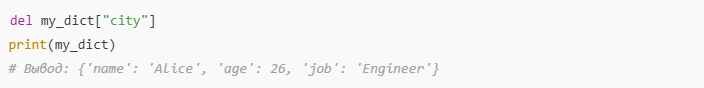 del my_dict["city"]
print(my_dict)
# Вывод: {'name': 'Alice', 'age': 26, 'job': 'Engineer'}